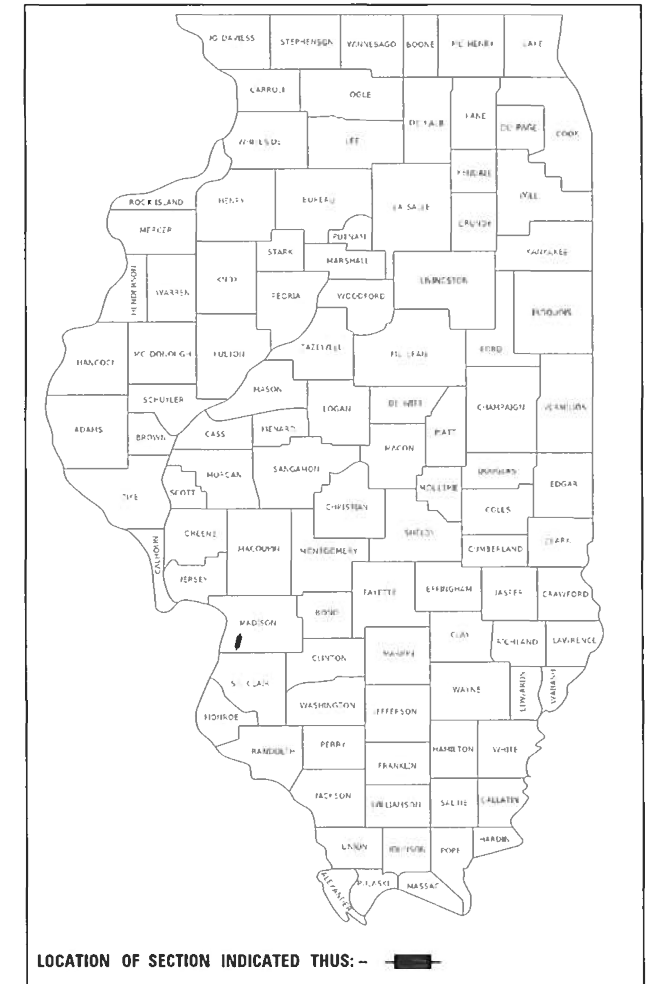 JO DAVIESS STEPHENSON WINNEBAGO BOONE MC HENRY LAKE
CARROLL OGLE
DE KALB KANE DU PAGE COOK
WHITESIDE LEE
KENDALL WILL
ROCK ISLAND HENRY BUREAU LA SALLE
GRUNDY
MERCER PUTNAM
STARK MARSHALL KANKAKEE
HENDERSON WARREN KNOX PEORIA WOODFORD LIVINGSTON
IROQUOIS
HANCOCK MC DONOUGH FULTON TAZEWELL MC LEAN FORD
MASON
SCHUYLER LOGAN DE WITT CHAMPAIGN VERMILION
ADAMS BROWN CASS MENARD PIATT
MACON
MORGAN SANGAMON DOUGLAS
PIKE SCOTT CHRISTIAN MOULTRIE EDGAR
COLES
CALHOUN GREENE MACOUPIN MONTGOMERY SHELBY CLARK
CUMBERLAND
JERSEY FAYETTE EFFINGHAM JASPER CRAWFORD
MADISON BOND
CLAY RICHLAND LAWRENCE
CLINTON MARION
ST. CLAIR WAYNE EDWARDS WABASH
MONROE WASHINGTON JEFFERSON
RANDOLPH PERRY HAMILTON WHITE
FRANKLIN
JACKSON WILLIAMSON SALINE GALLATIN
UNION JOHNSON POPE HARDIN
ALEXANDER PULASKI MASSAC
LOCATION OF SECTION INDICATED THUS: -